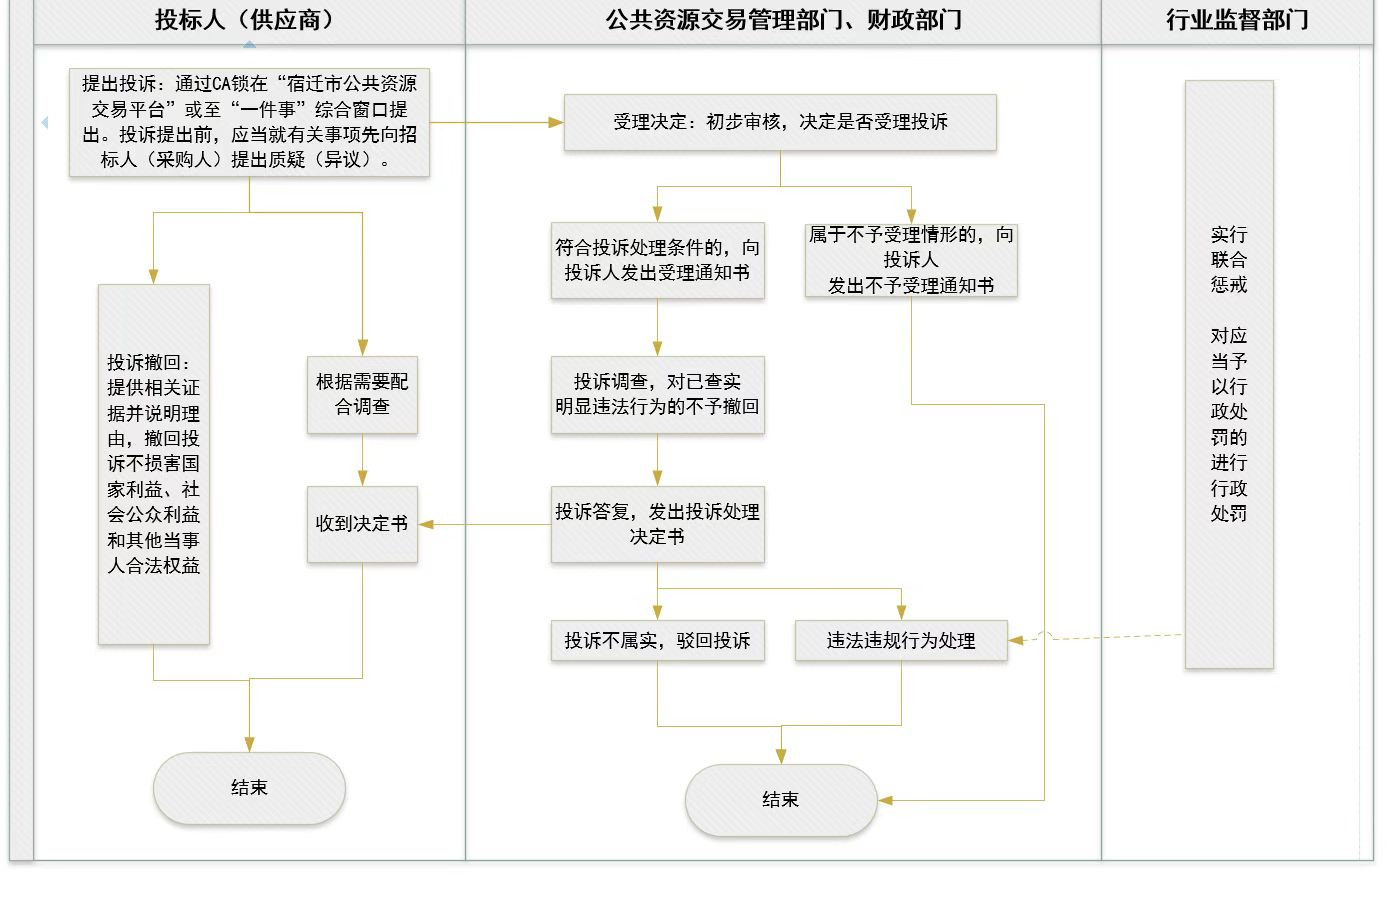 投标人（供应商）
公共资源交易管理部门、财政部门
行业监督部门
提出投诉：通过CA锁在“宿迁市公共资源
交易平台”或至“一件事”综合窗口提
出。投诉提出前，应当就有关事项先向招
标人（采购人）提出质疑（异议）。
受理决定：初步审核，决定是否受理投诉
符合投诉处理条件的，向
投诉人发出受理通知书
属于不予受理情形的，向
投诉人
发出不予受理通知书
投诉撤回：
提供相关证
据并说明理
由，撤回投
诉不损害国
家利益、社
会公众利益
和其他当事
人合法权益
根据需要配
合调查
投诉调查，对已查实
明显违法行为的不予撤回
收到决定书
投诉答复，发出投诉处理
决定书
投诉不属实，驳回投诉
违法违规行为处理
结束
结束
实行
联合
惩戒
对应
当予
以行
政处
罚的
进行
行政
处罚